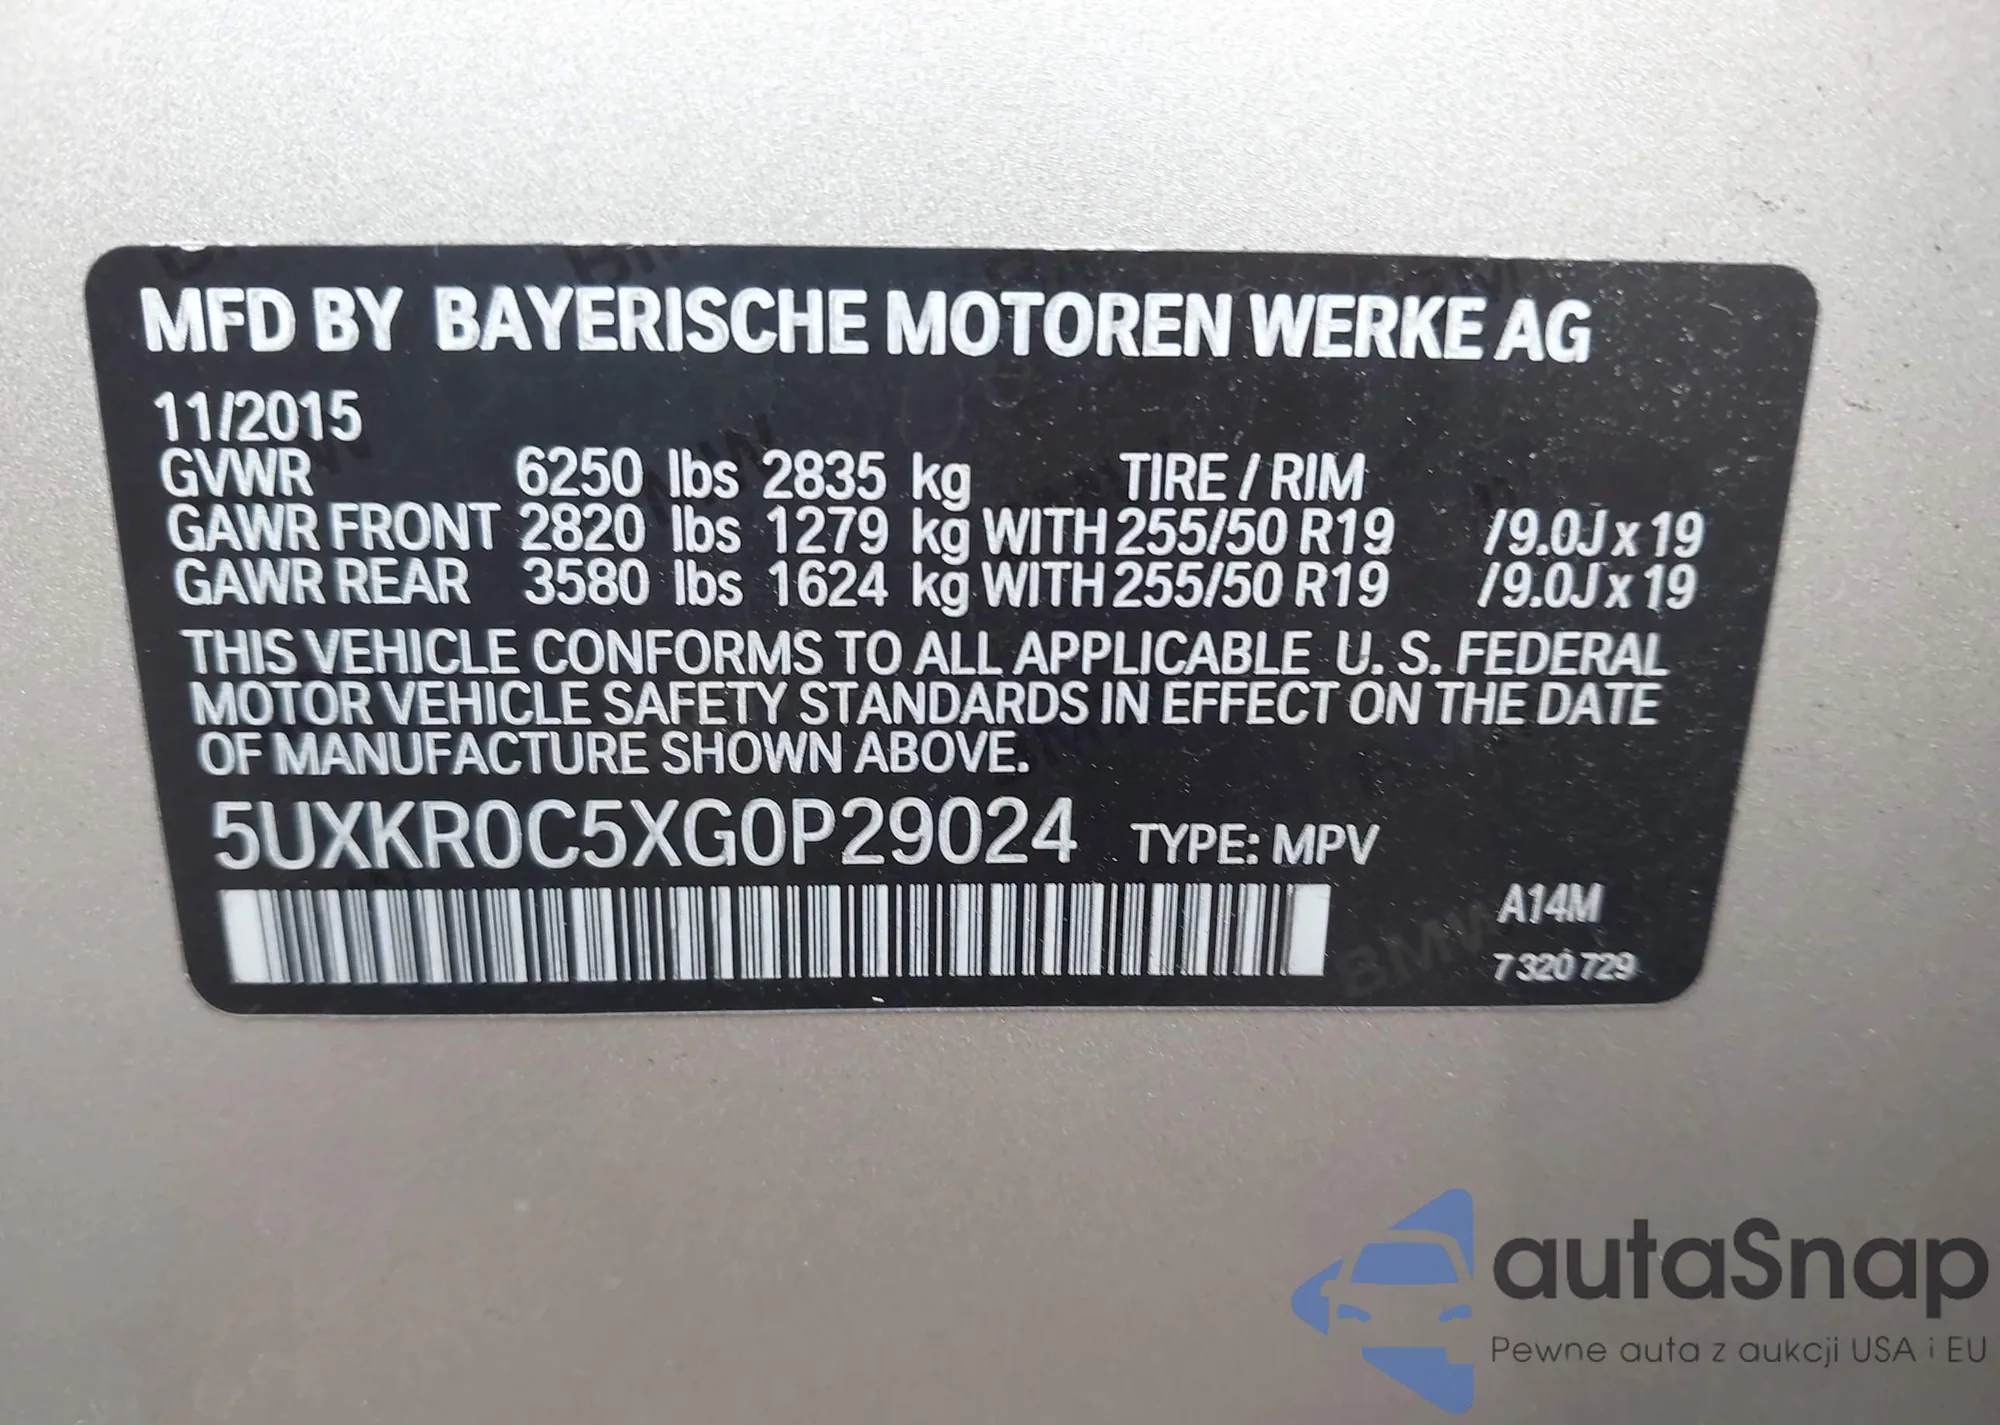 MFD BY BAYERISCHE MOTOREN WERKE AG
11/2015
GVWR 6250 lbs 2835 kg TIRE / RIM
GAWR FRONT 2820 lbs 1279 kg WITH 255/50 R19 /9.0J x 19
GAWR REAR 3580 lbs 1624 kg WITH 255/50 R19 /9.0J x 19
THIS VEHICLE CONFORMS TO ALL APPLICABLE U. S. FEDERAL
MOTOR VEHICLE SAFETY STANDARDS IN EFFECT ON THE DATE
OF MANUFACTURE SHOWN ABOVE.
5UXKR0C5XG0P29024 TYPE: MPV
A14M
7 320 729
BMW
autaSnap
Pewne auta z aukcji USA i EU